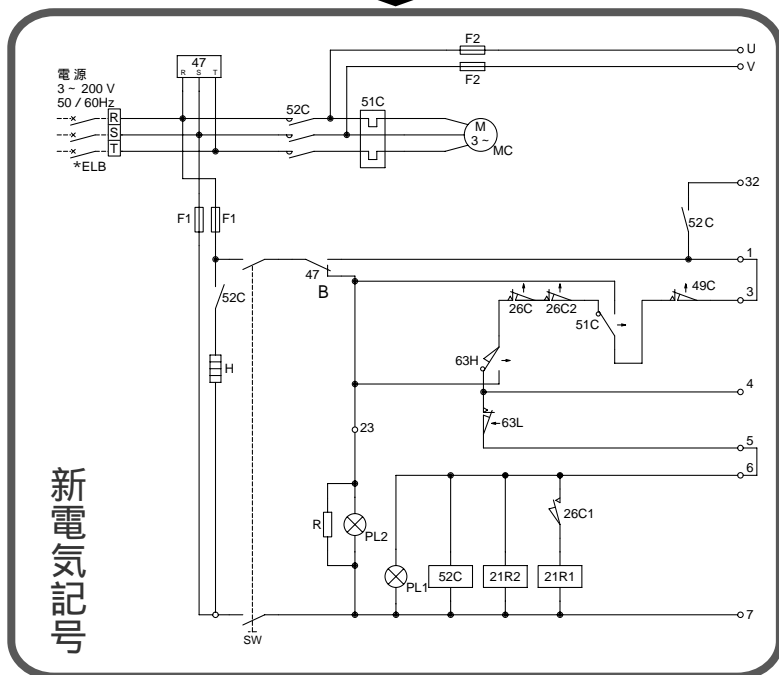 F2
47
R S T
U
F2
V
電源
3 ~ 200 V
50 / 60Hz
52C
51C
R
S
T
M
3 ~
MC
*ELB
32
F1
F1
52 C
1
47
B
52C
26C
26C2
51C
49C
3
63H
H
4
63L
23
5
6
新電気記号
R
PL2
26C1
PL1
52C
21R2
21R1
SW
7